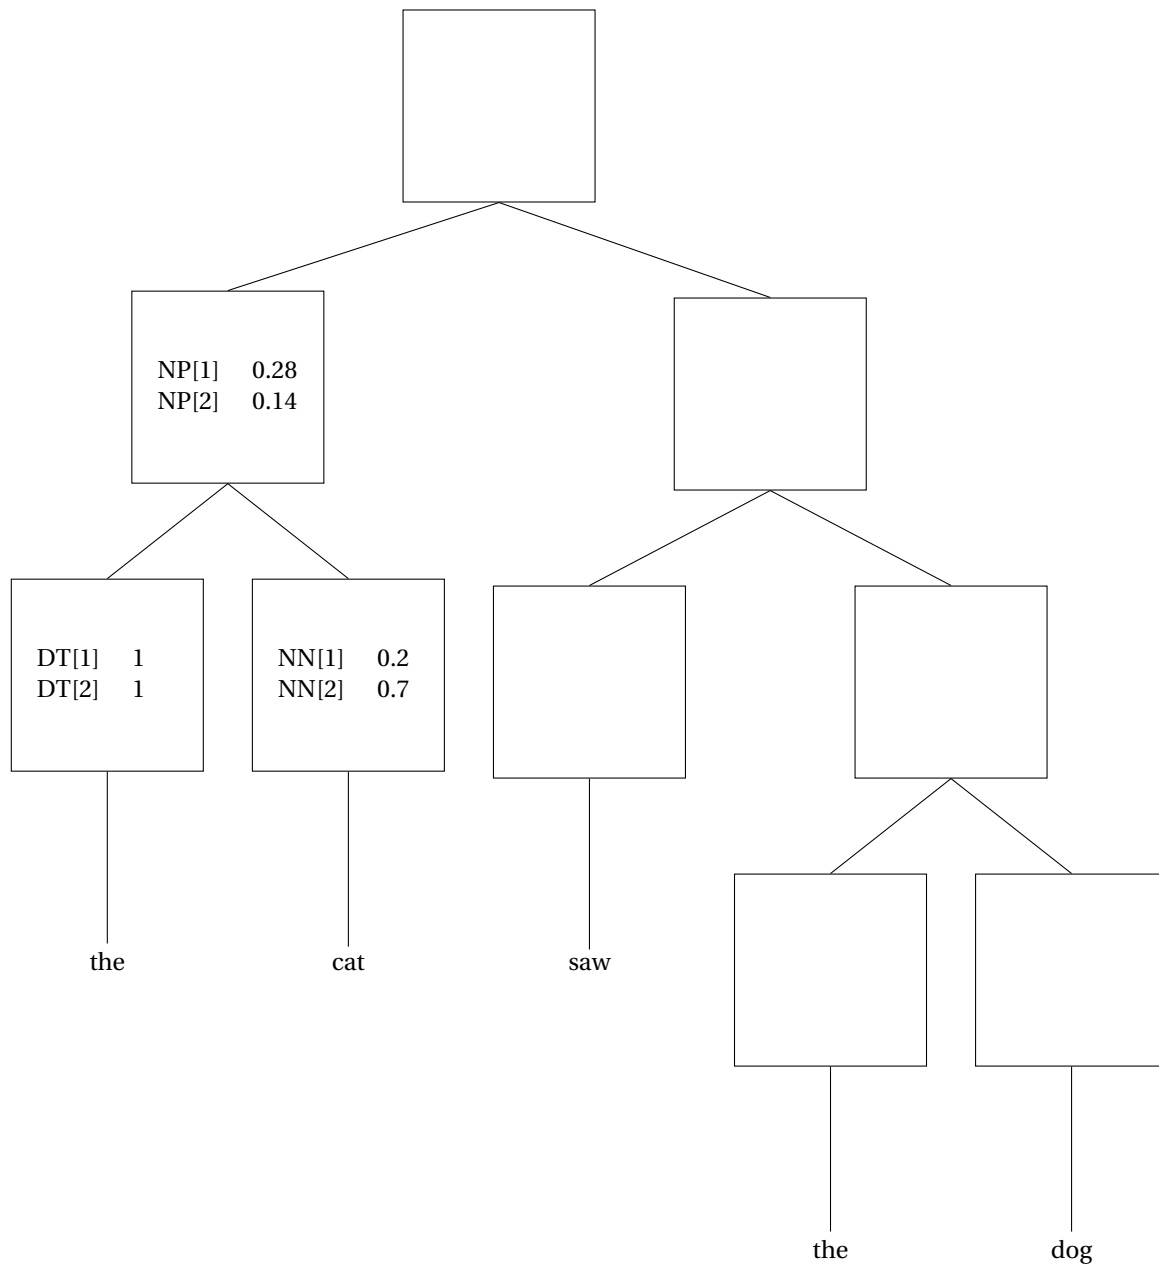 NP[1] 0.28
NP[2] 0.14
DT[1] 1
DT[2] 1
NN[1] 0.2
NN[2] 0.7
the
cat
saw
the
dog